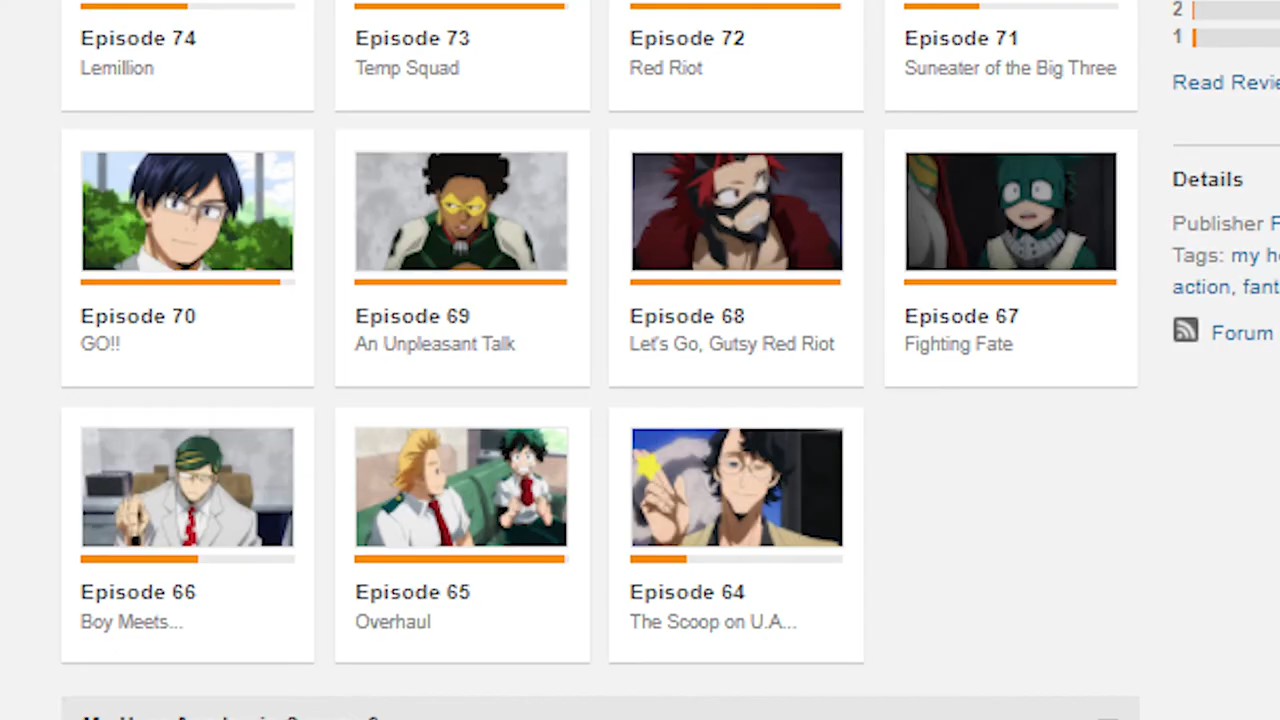 Episode 74
Lemillion
Episode 73
Temp Squad
Episode 72
Red Riot
Episode 71
Suneater of the Big Three
Episode 70
GO!!
Episode 69
An Unpleasant Talk
Episode 68
Let's Go, Gutsy Red Riot
Episode 67
Fighting Fate
Episode 66
Boy Meets...
Episode 65
Overhaul
Episode 64
The Scoop on U.A...
2
1
Read Revie
Details
Publisher F
Tags: my he
action, fant
Forum